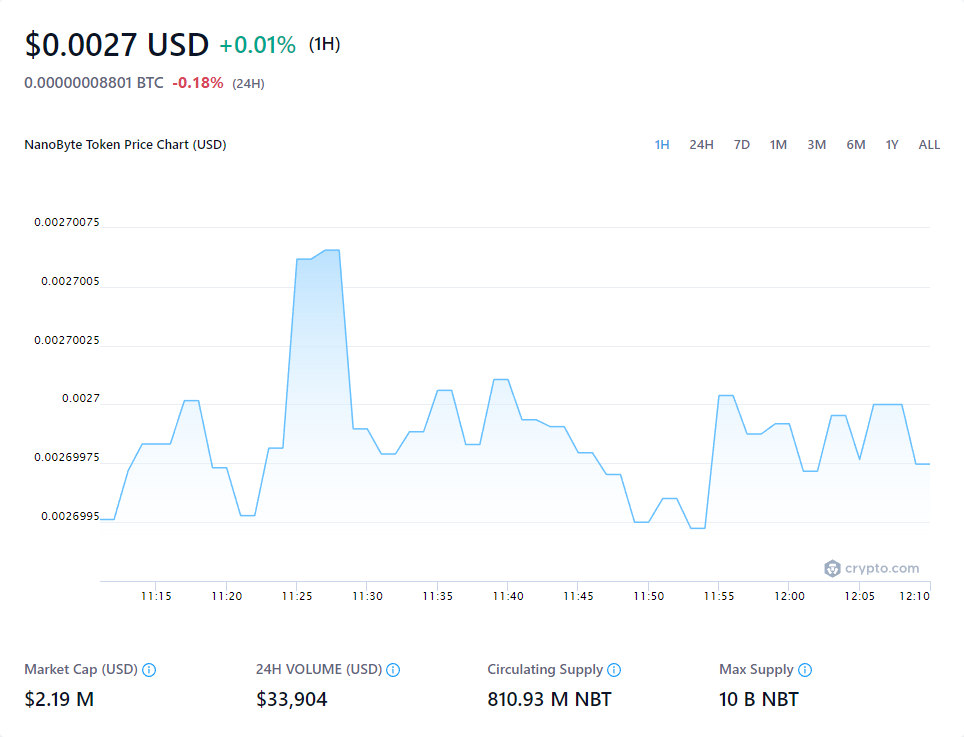 $0.0027 USD +0.01% (1H)
0.00000008801 BTC -0.18% (24H)
NanoByte Token Price Chart (USD) 1H 24H 7D 1M 3M 6M 1Y ALL
0.00270075
0.0027005
0.00270025
0.0027
0.00269975
0.0026995
crypto.com
11:15 11:20 11:25 11:30 11:35 11:40 11:45 11:50 11:55 12:00 12:05 12:10
Market Cap (USD) 24H VOLUME (USD) Circulating Supply Max Supply
$2.19 M $33,904 810.93 M NBT 10 B NBT